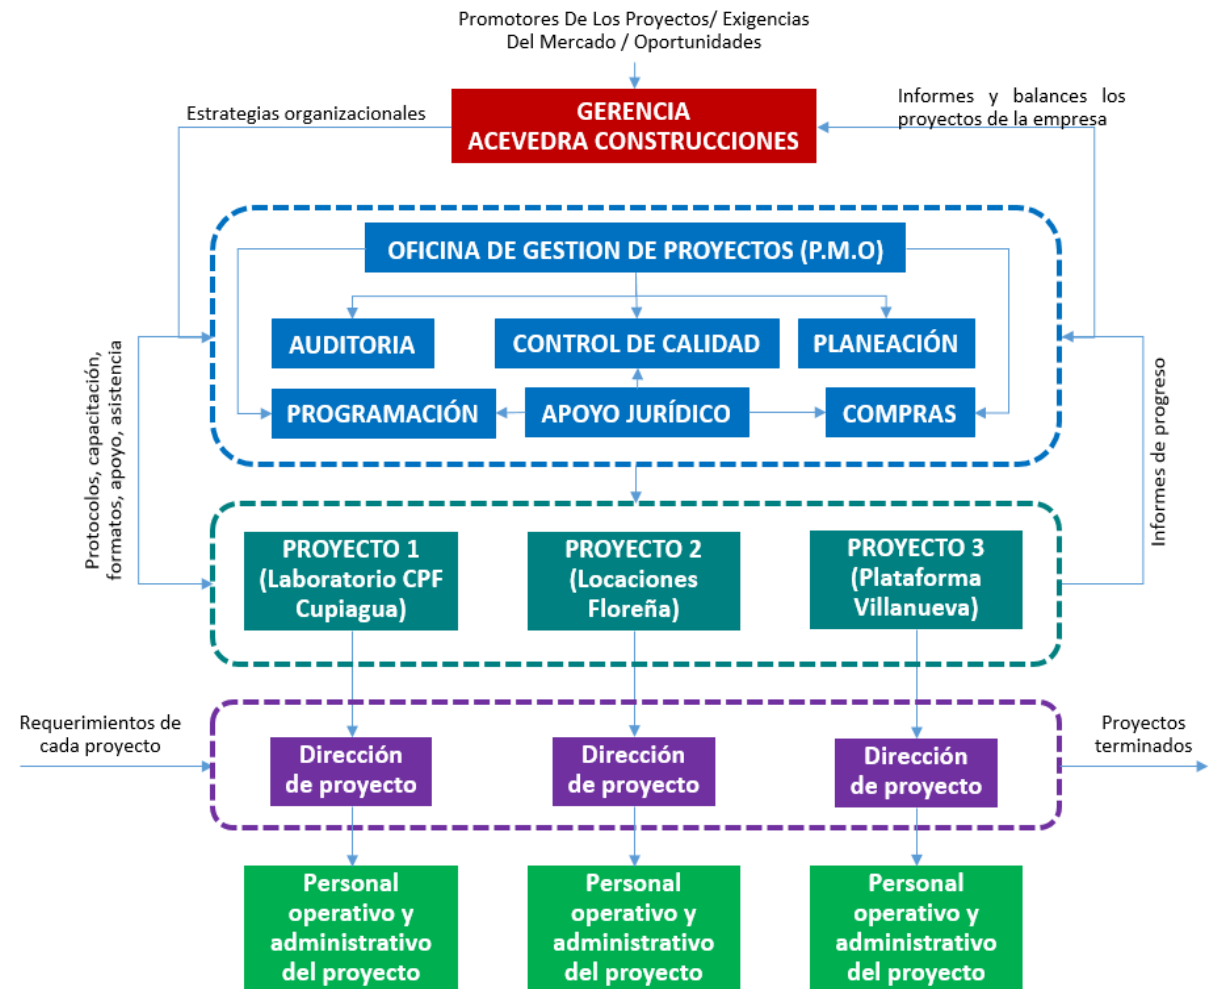 Promotores De Los Proyectos/ Exigencias
Del Mercado / Oportunidades
Estrategias organizacionales
GERENCIA
ACEVEDRA CONSTRUCCIONES
Informes y balances los
proyectos de la empresa
OFICINA DE GESTION DE PROYECTOS (P.M.O)
AUDITORIA
CONTROL DE CALIDAD
PLANEACIÓN
PROGRAMACIÓN
APOYO JURÍDICO
COMPRAS
Protocolos, capacitación,
formatos, apoyo, asistencia
Informes de progreso
PROYECTO 1
(Laboratorio CPF
Cupiagua)
PROYECTO 2
(Locaciones
Floreña)
PROYECTO 3
(Plataforma
Villanueva)
Requerimientos de
cada proyecto
Dirección
de proyecto
Dirección
de proyecto
Dirección
de proyecto
Proyectos
terminados
Personal
operativo y
administrativo
del proyecto
Personal
operativo y
administrativo
del proyecto
Personal
operativo y
administrativo
del proyecto